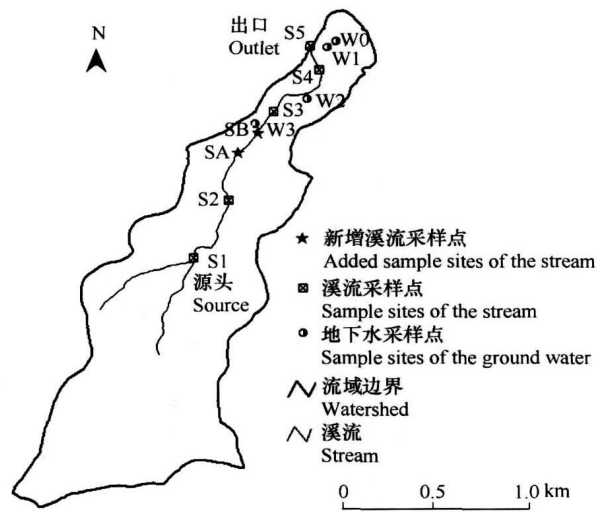 N
出口
Outlet
S5
W0
W1
S4
W2
S3
SB
W3
SA
S2
S1
源头
Source
新增溪流采样点
Added sample sites of the stream
溪流采样点
Sample sites of the stream
地下水采样点
Sample sites of the ground water
流域边界
Watershed
溪流
Stream
0 0.5 1.0 km